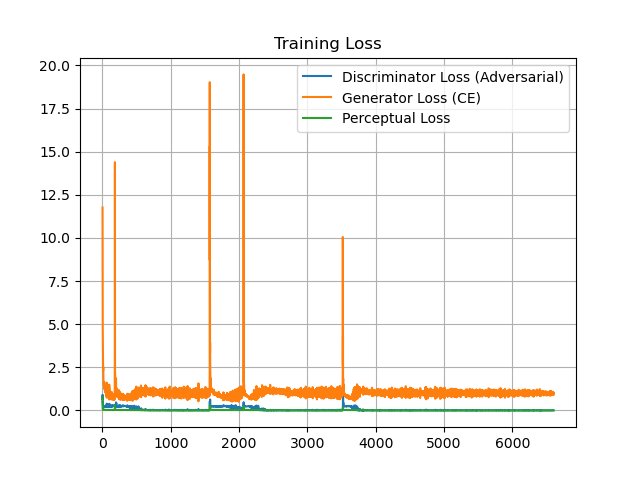 Training Loss
20.0
17.5
15.0
12.5
10.0
7.5
5.0
2.5
0.0
Discriminator Loss (Adversarial)
Generator Loss (CE)
Perceptual Loss
0 1000 2000 3000 4000 5000 6000